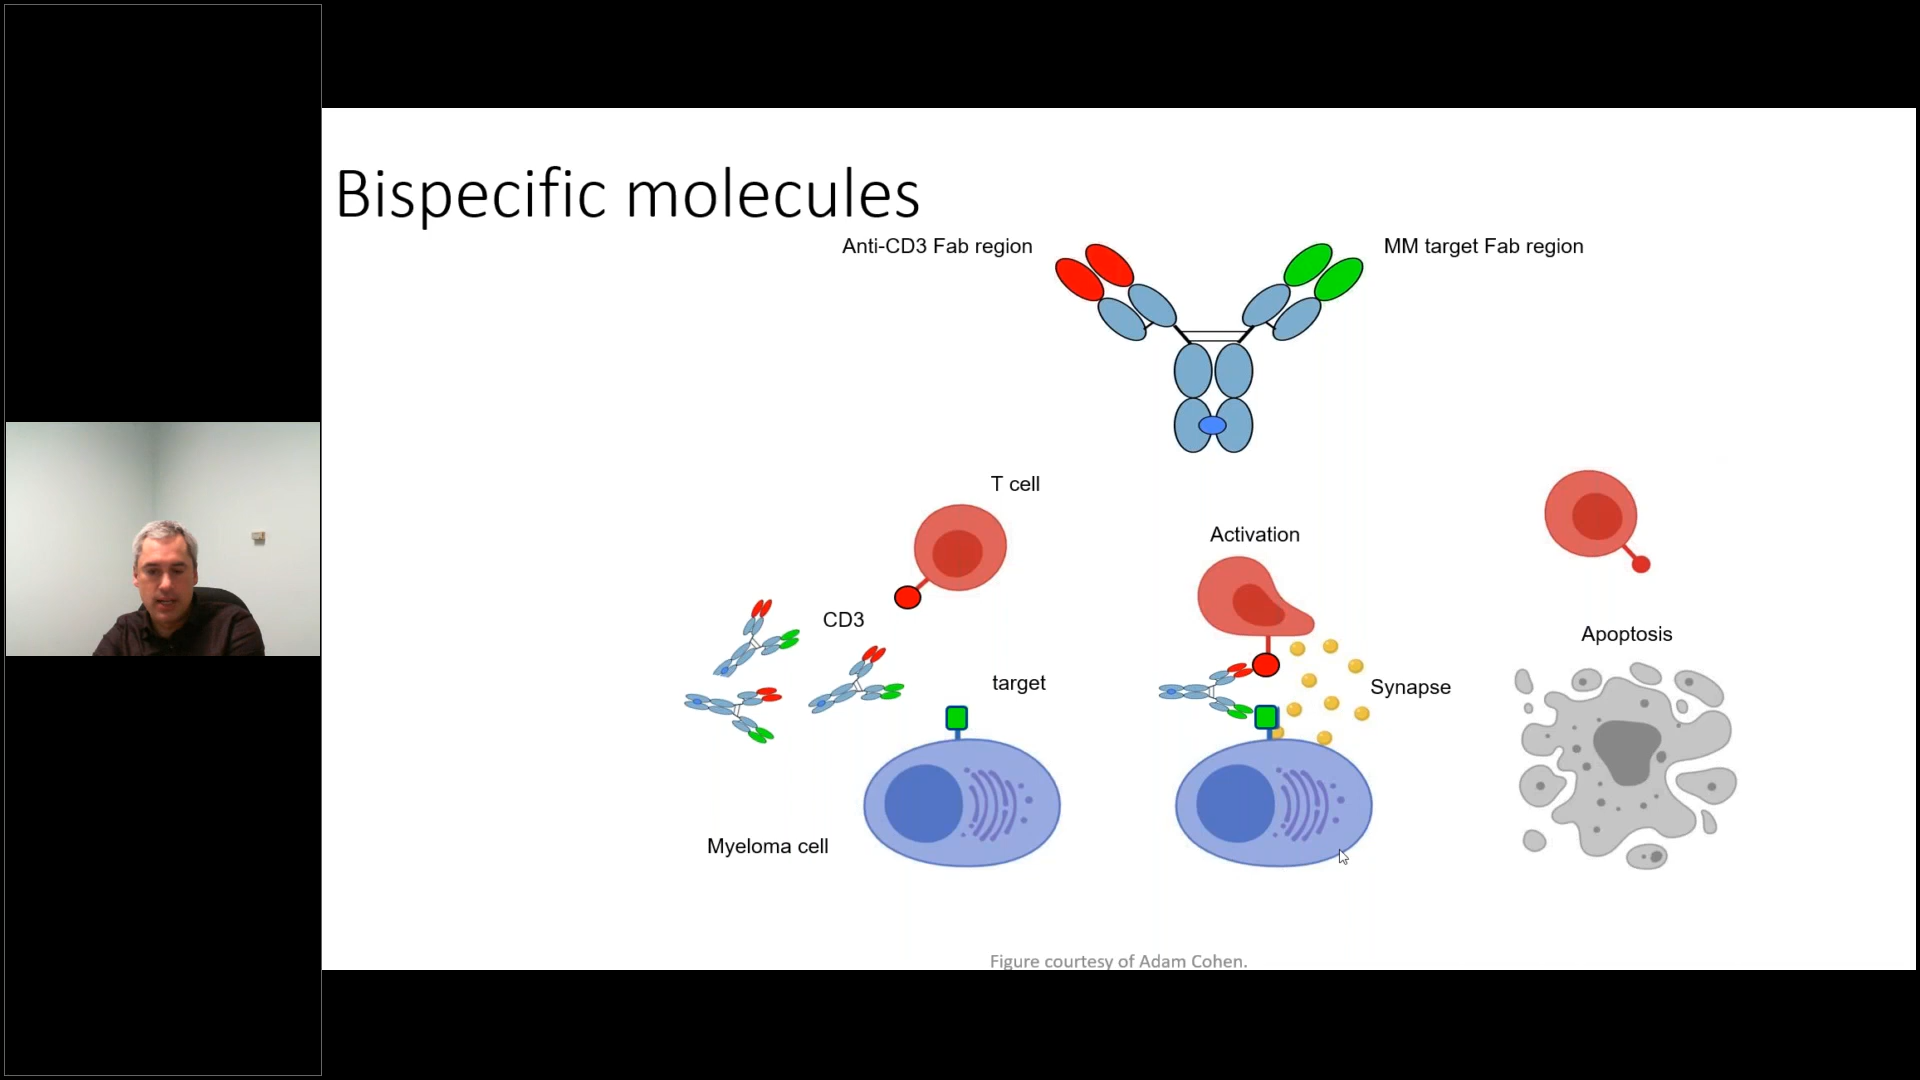 Bispecific molecules
Anti-CD3 Fab region
MM target Fab region
T cell
Activation
CD3
Apoptosis
target
Synapse
Myeloma cell
Figure courtesy of Adam Cohen.